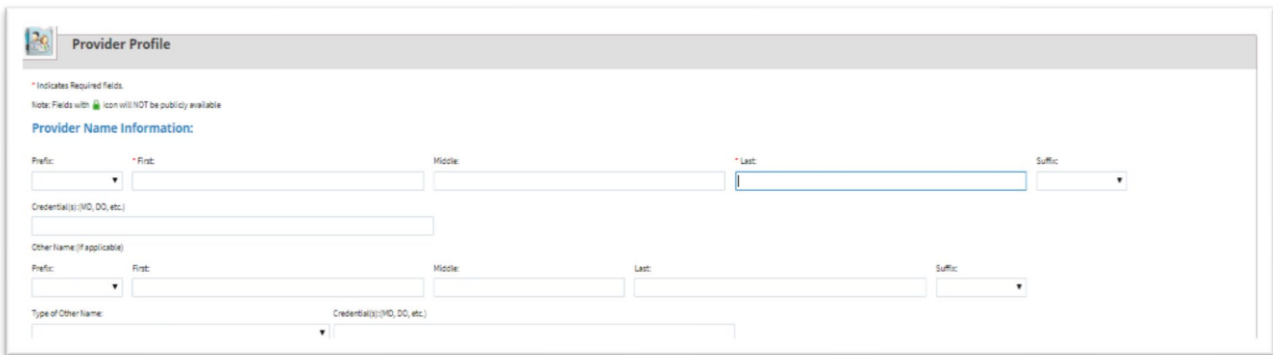 Provider Profile
* Indicates Required fields.
Note: Fields with icon will NOT be publicly available
Provider Name Information:
Prefix: * First: Middle: * Last: Suffix:
Credential(s):(MD, DO, etc.)
Other Name:(if applicable)
Prefix: First: Middle: Last: Suffix:
Type of Other Name: Credential(s):(MD, DO, etc.)